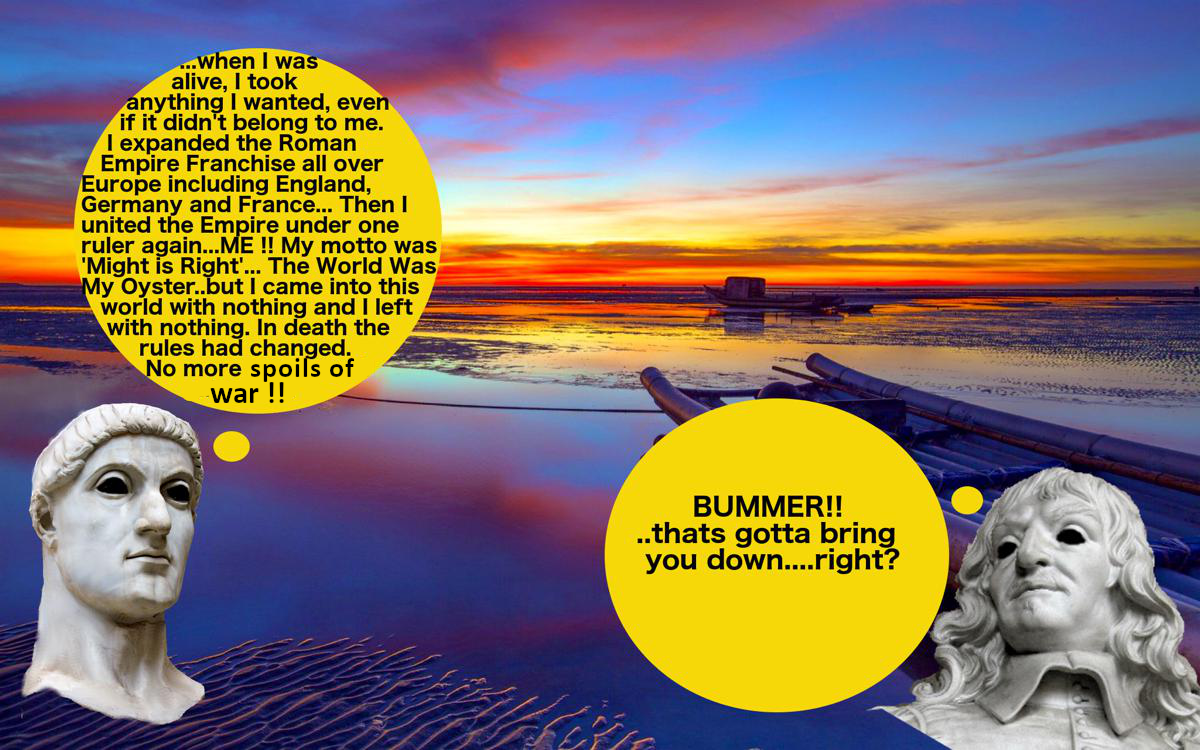 ...when I was
alive, I took
anything I wanted, even
if it didn't belong to me.
I expanded the Roman
Empire Franchise all over
Europe including England,
Germany and France... Then I
united the Empire under one
ruler again...ME !! My motto was
'Might is Right'... The World Was
My Oyster..but I came into this
world with nothing and I left
with nothing. In death the
rules had changed.
No more spoils of
war !!
BUMMER!!
..thats gotta bring
you down....right?